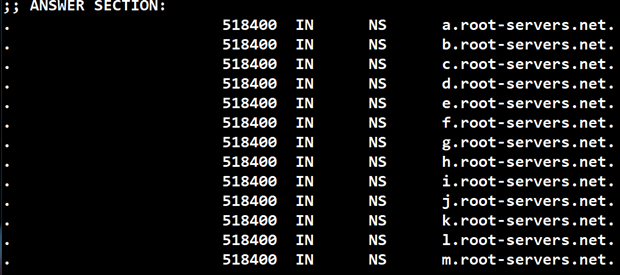 ;; ANSWER SECTION:
. 518400 IN NS a.root-servers.net.
. 518400 IN NS b.root-servers.net.
. 518400 IN NS c.root-servers.net.
. 518400 IN NS d.root-servers.net.
. 518400 IN NS e.root-servers.net.
. 518400 IN NS f.root-servers.net.
. 518400 IN NS g.root-servers.net.
. 518400 IN NS h.root-servers.net.
. 518400 IN NS i.root-servers.net.
. 518400 IN NS j.root-servers.net.
. 518400 IN NS k.root-servers.net.
. 518400 IN NS l.root-servers.net.
. 518400 IN NS m.root-servers.net.